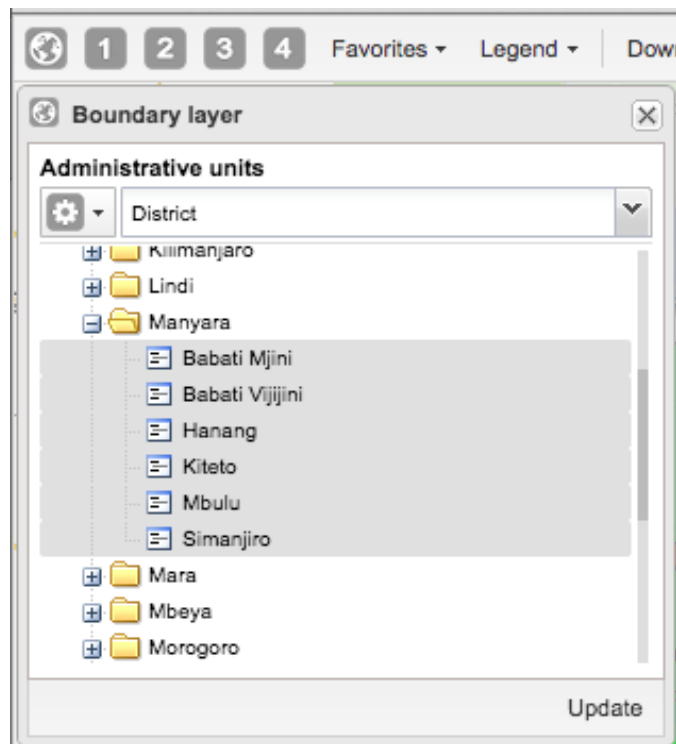 1 2 3 4 Favorites Legend Dow
Boundary layer
Administrative units
District
Kilimanjaro
Lindi
Manyara
Babati Mjini
Babati Vijijini
Hanang
Kiteto
Mbulu
Simanjiro
Mara
Mbeya
Morogoro
Update